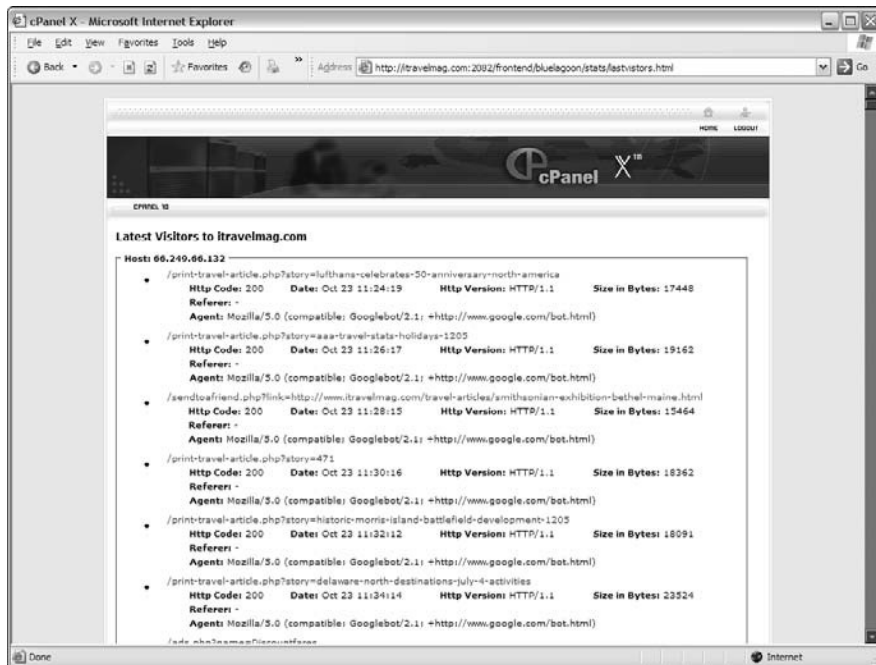 cPanel X - Microsoft Internet Explorer
File Edit View Favorites Tools Help
Back Favorites » Address http://itravelmag.com:2082/frontend/bluelagoon/stats/lastvistors.html Go
HOME LOGOUT
cPanel X™
CPANEL 10
Latest Visitors to itravelmag.com
Host: 66.249.66.132
/print-travel-article.php?story=lufthans-celebrates-50-anniversary-north-america
Http Code: 200 Date: Oct 23 11:24:19 Http Version: HTTP/1.1 Size in Bytes: 17448
Referer: -
Agent: Mozilla/5.0 (compatible; Googlebot/2.1; +http://www.google.com/bot.html)
/print-travel-article.php?story=aaa-travel-stats-holidays-1205
Http Code: 200 Date: Oct 23 11:26:17 Http Version: HTTP/1.1 Size in Bytes: 19162
Referer: -
Agent: Mozilla/5.0 (compatible; Googlebot/2.1; +http://www.google.com/bot.html)
/sendtoafriend.php?link=http://www.itravelmag.com/travel-articles/smithsonian-exhibition-bethel-maine.html
Http Code: 200 Date: Oct 23 11:28:15 Http Version: HTTP/1.1 Size in Bytes: 15464
Referer: -
Agent: Mozilla/5.0 (compatible; Googlebot/2.1; +http://www.google.com/bot.html)
/print-travel-article.php?story=471
Http Code: 200 Date: Oct 23 11:30:16 Http Version: HTTP/1.1 Size in Bytes: 18362
Referer: -
Agent: Mozilla/5.0 (compatible; Googlebot/2.1; +http://www.google.com/bot.html)
/print-travel-article.php?story=historic-morris-island-battlefield-development-1205
Http Code: 200 Date: Oct 23 11:32:12 Http Version: HTTP/1.1 Size in Bytes: 18091
Referer: -
Agent: Mozilla/5.0 (compatible; Googlebot/2.1; +http://www.google.com/bot.html)
/print-travel-article.php?story=delaware-north-destinations-july-4-activities
Http Code: 200 Date: Oct 23 11:34:14 Http Version: HTTP/1.1 Size in Bytes: 23524
Referer: -
Agent: Mozilla/5.0 (compatible; Googlebot/2.1; +http://www.google.com/bot.html)
/ads.php?name=Discountfares
Done Internet